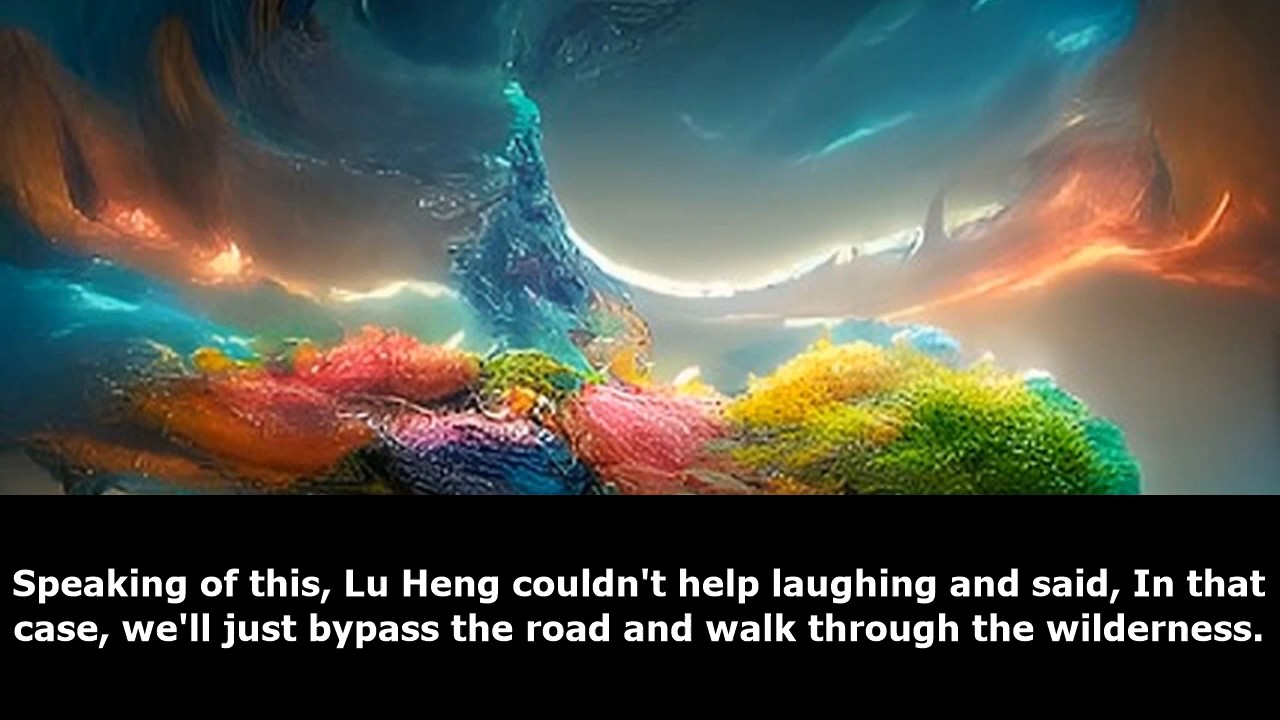 Speaking of this, Lu Heng couldn't help laughing and said, In that
case, we'll just bypass the road and walk through the wilderness.